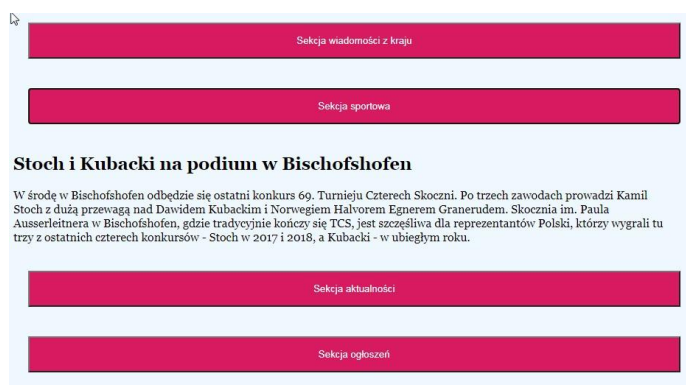 Sekcja wiadomości z kraju
Sekcja sportowa
Stoch i Kubacki na podium w Bischofshofen
W środę w Bischofshofen odbędzie się ostatni konkurs 69. Turnieju Czterech Skoczni. Po trzech zawodach prowadzi Kamil
Stoch z dużą przewagą nad Dawidem Kubackim i Norwegiem Halvorem Egnerem Granerudem. Skocznia im. Paula
Ausserleitnera w Bischofshofen, gdzie tradycyjnie kończy się TCS, jest szczęśliwa dla reprezentantów Polski, którzy wygrali tu
trzy z ostatnich czterech konkursów - Stoch w 2017 i 2018, a Kubacki - w ubiegłym roku.
Sekcja aktualności
Sekcja ogłoszeń